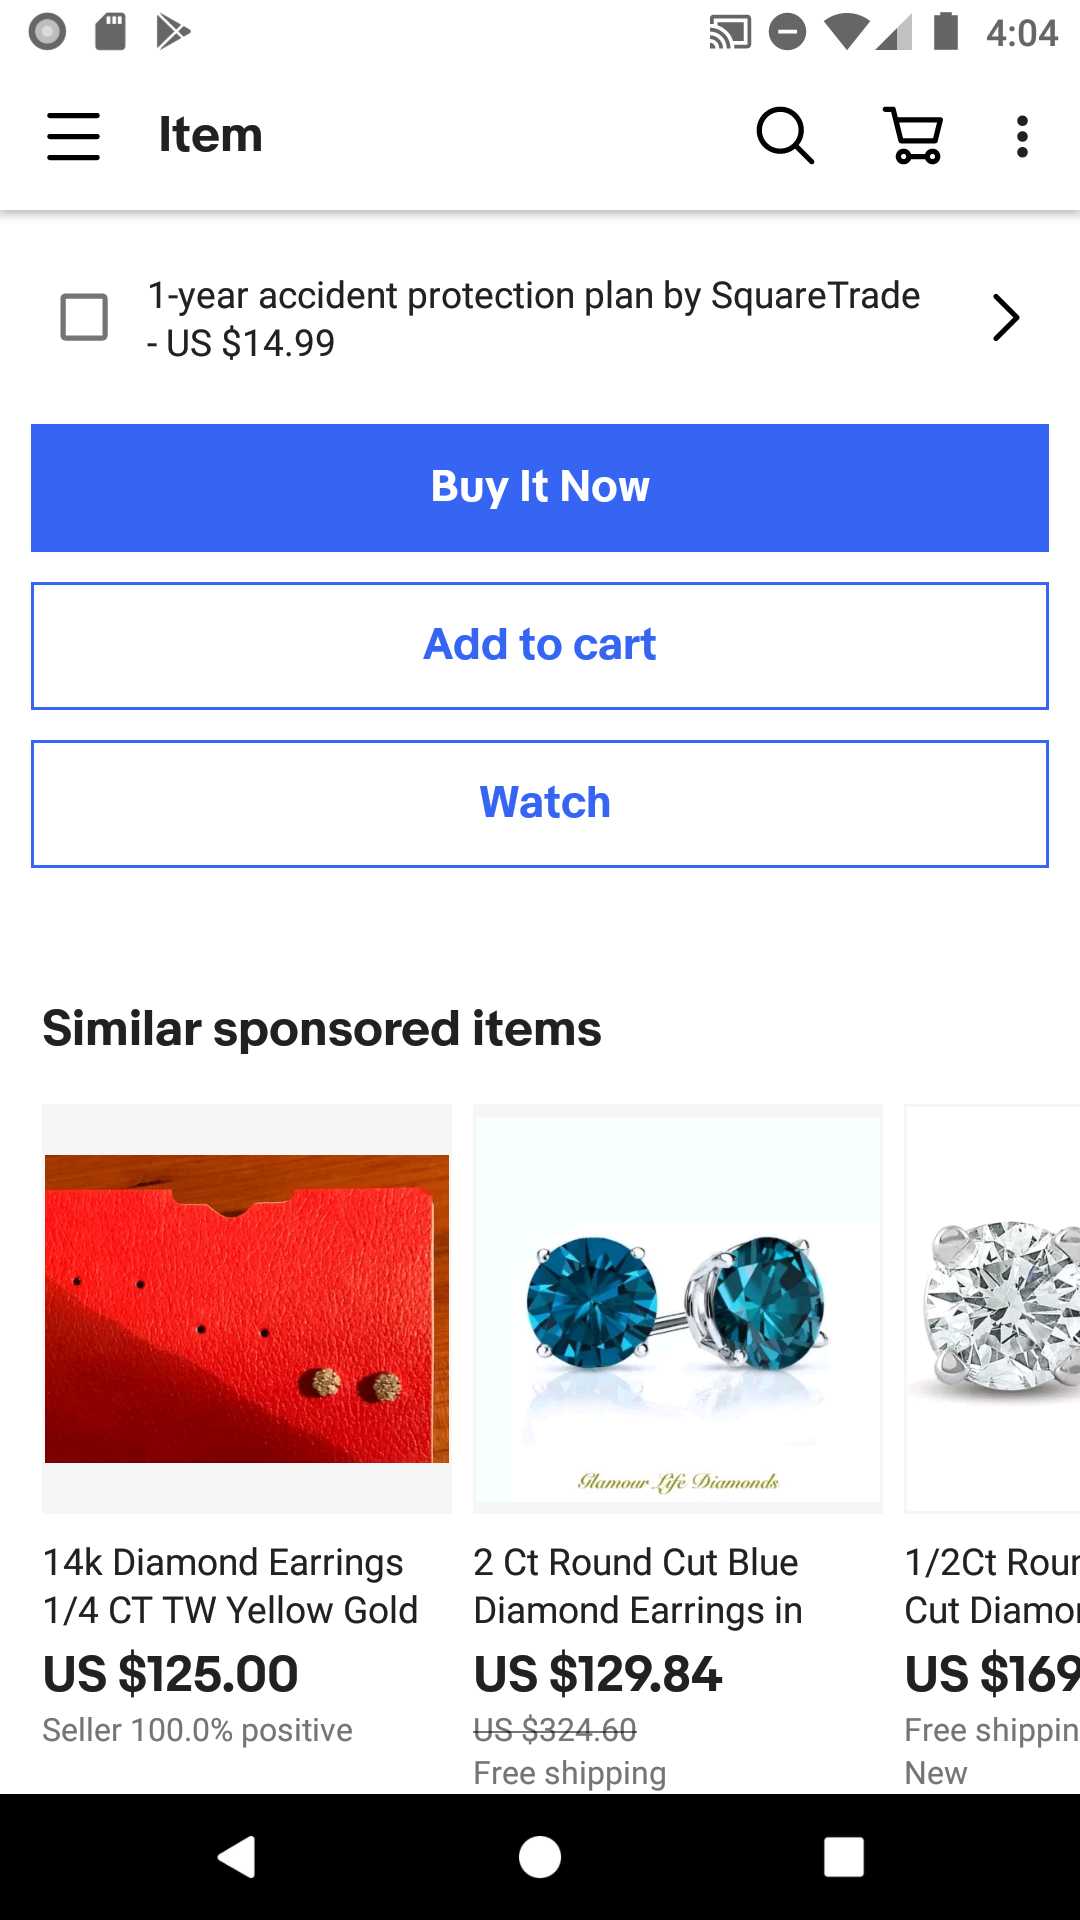 4:04
Item
1-year accident protection plan by SquareTrade
- US $14.99
Buy It Now
Add to cart
Watch
Similar sponsored items
Glamour Life Diamonds
14k Diamond Earrings
1/4 CT TW Yellow Gold
US $125.00
Seller 100.0% positive
2 Ct Round Cut Blue
Diamond Earrings in
US $129.84
US $324.60
Free shipping
1/2Ct Roun
Cut Diamo
US $169
Free shippin
New